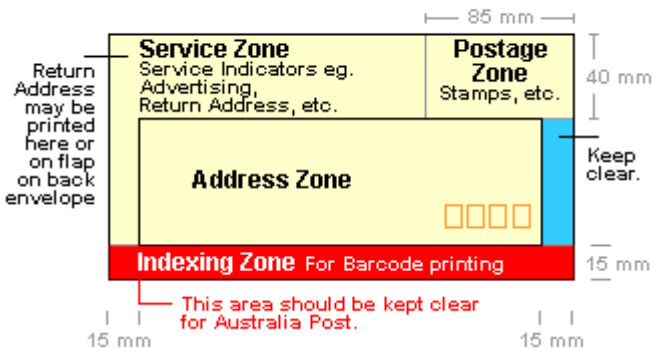 85 mm
Service Zone
Service Indicators eg.
Advertising,
Return Address, etc.
Postage
Zone
Stamps, etc.
40 mm
Return
Address
may be
printed
here or
on flap
on back
envelope
Address Zone
Keep
clear.
Indexing Zone For Barcode printing
15 mm
This area should be kept clear
for Australia Post.
15 mm
15 mm